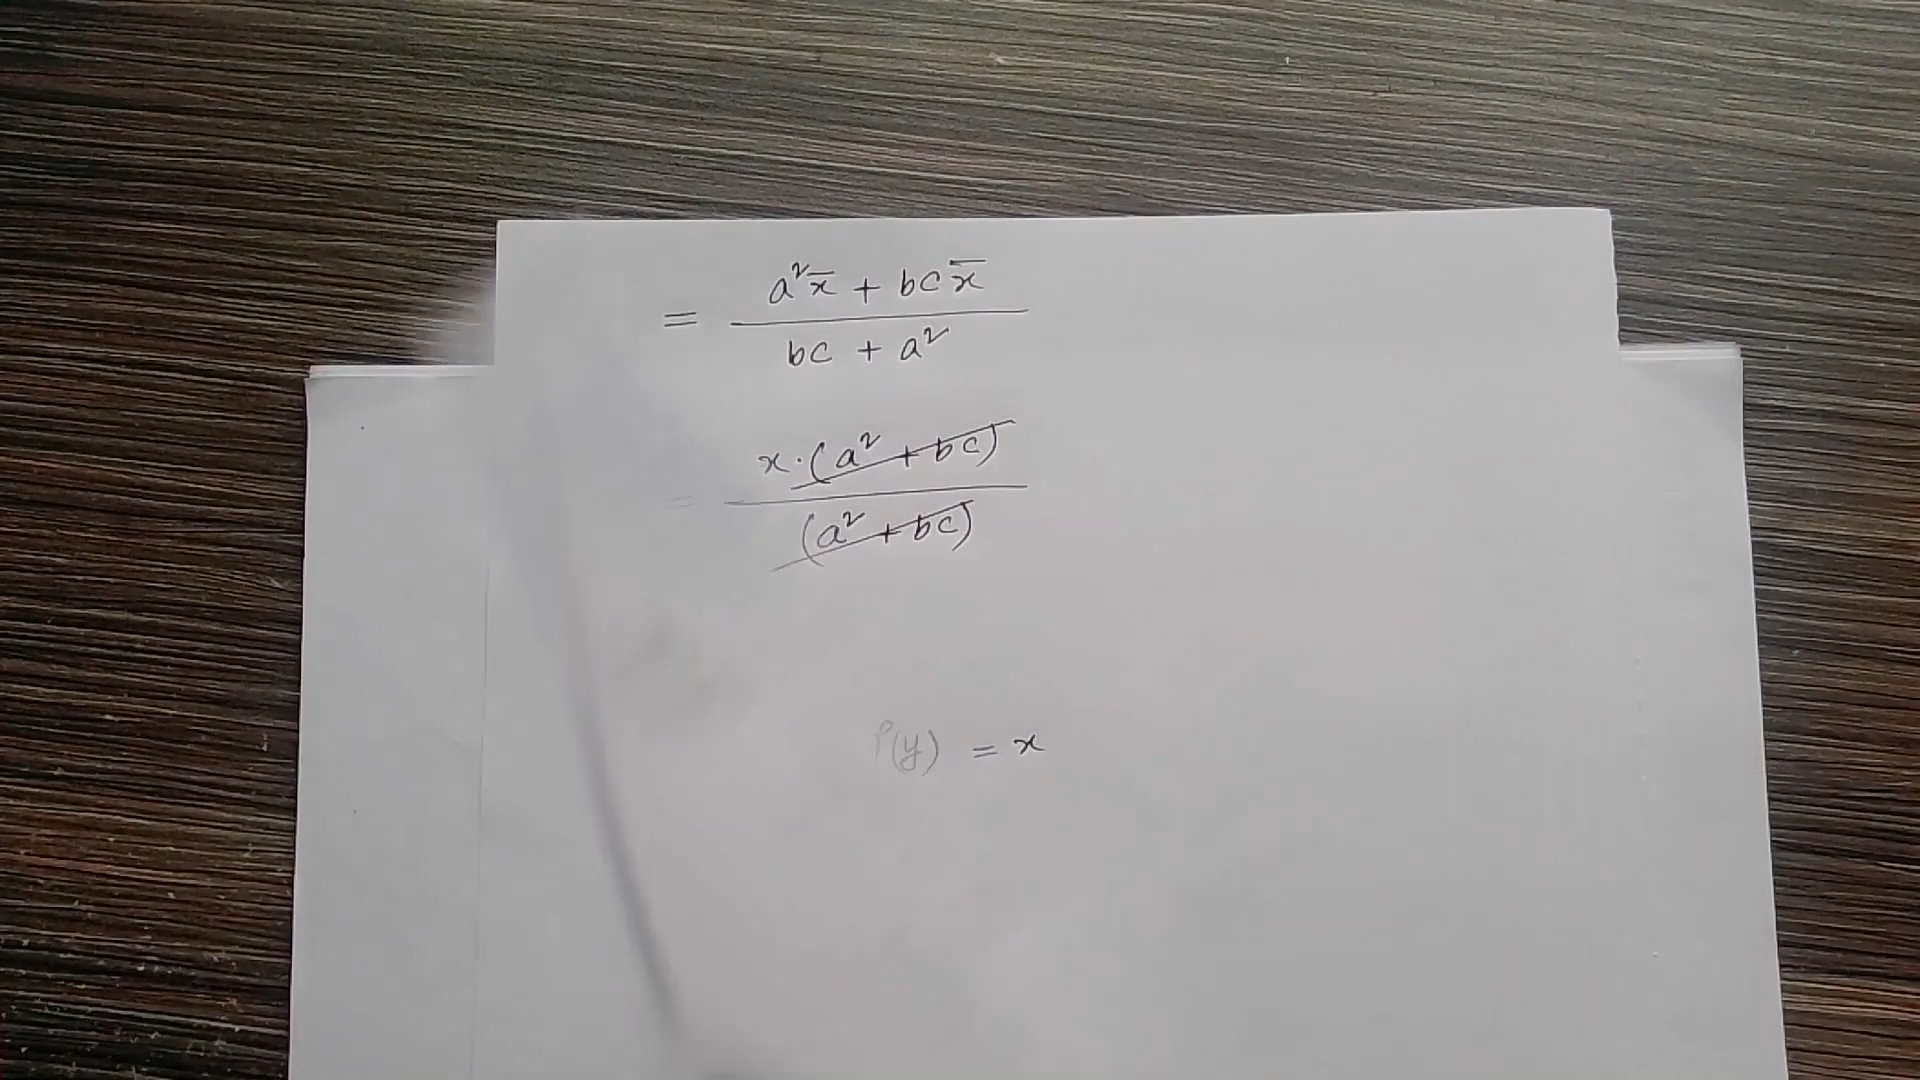 = a²x̄ + bcx̄ / bc + a²
= x·(a² + bc) / (a² + bc)
P(y) = x